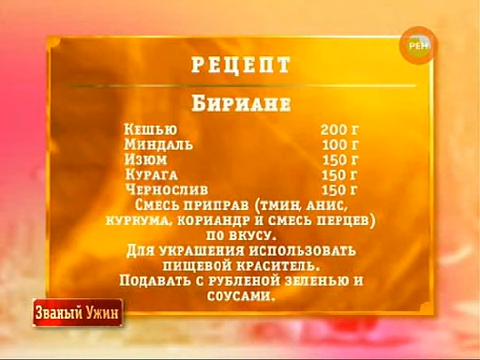 РЕН
РЕЦЕПТ
БИРИАНЕ
КЕШЬЮ 200 Г
МИНДАЛЬ 100 Г
ИЗЮМ 150 Г
КУРАГА 150 Г
ЧЕРНОСЛИВ 150 Г
СМЕСЬ ПРИПРАВ (ТМИН, АНИС,
КУРКУМА, КОРИАНДР И СМЕСЬ ПЕРЦЕВ)
ПО ВКУСУ.
ДЛЯ УКРАШЕНИЯ ИСПОЛЬЗОВАТЬ
ПИЩЕВОЙ КРАСИТЕЛЬ.
ПОДАВАТЬ С РУБЛЕНОЙ ЗЕЛЕНЬЮ И
СОУСАМИ.
Званый Ужин